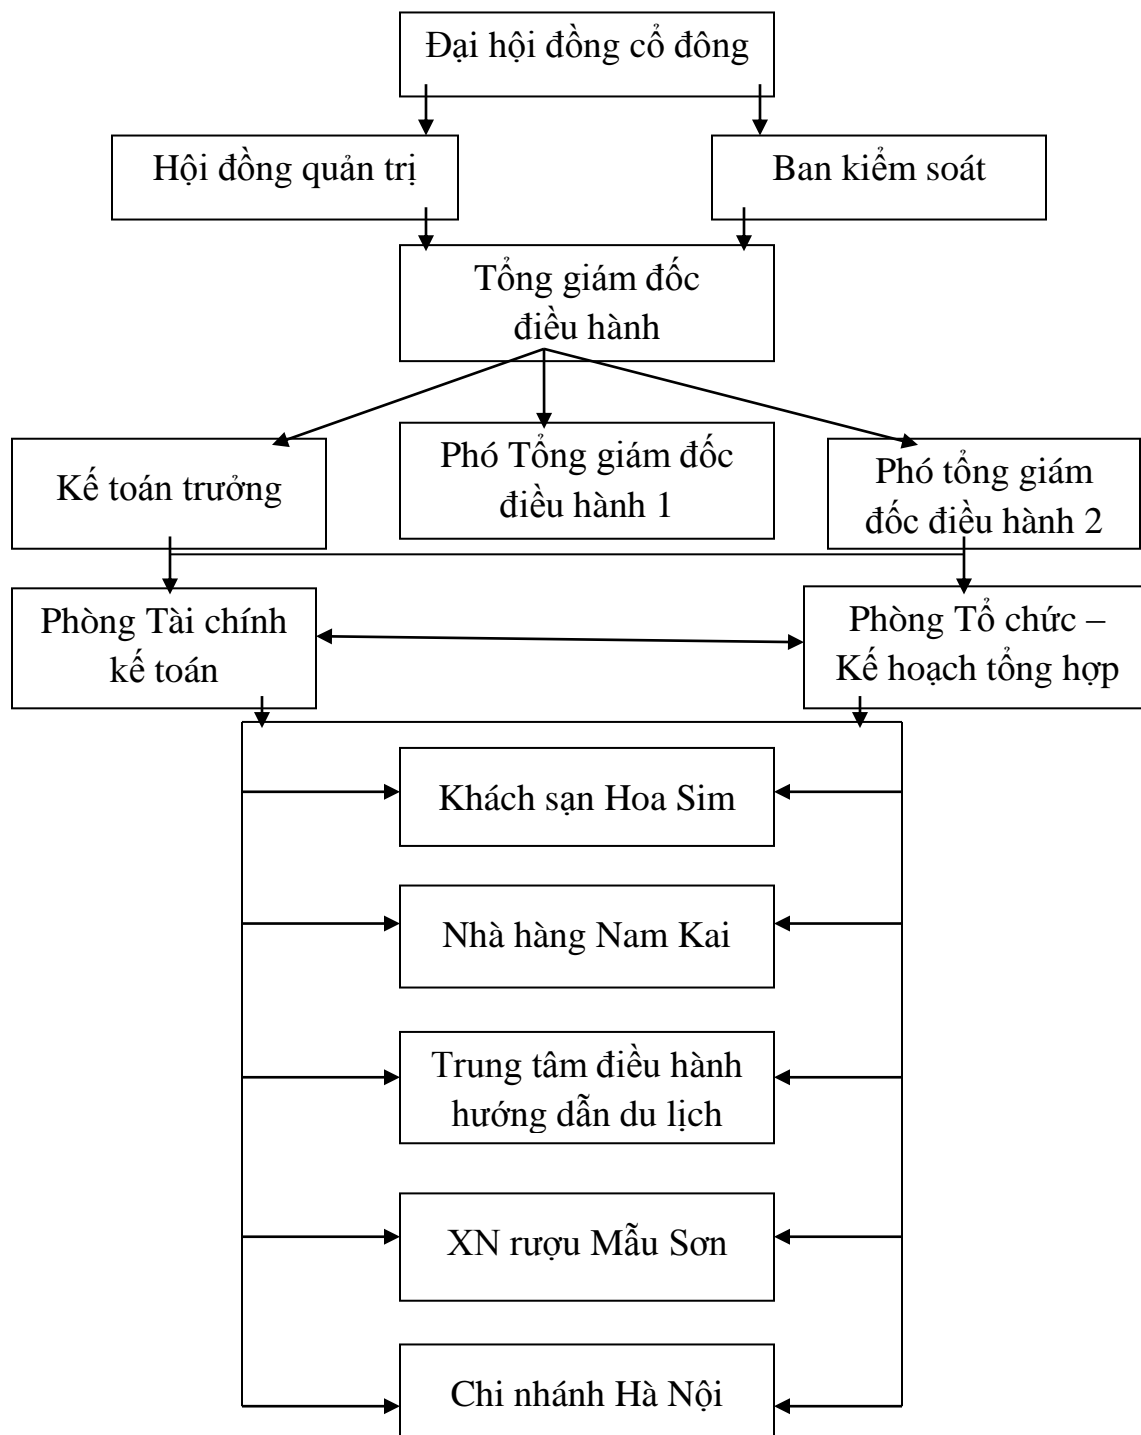 Đại hội đồng cổ đông
Hội đồng quản trị
Ban kiểm soát
Tổng giám đốc
điều hành
Kế toán trưởng
Phó Tổng giám đốc
điều hành 1
Phó tổng giám
đốc điều hành 2
Phòng Tài chính
kế toán
Phòng Tổ chức –
Kế hoạch tổng hợp
Khách sạn Hoa Sim
Nhà hàng Nam Kai
Trung tâm điều hành
hướng dẫn du lịch
XN rượu Mẫu Sơn
Chi nhánh Hà Nội